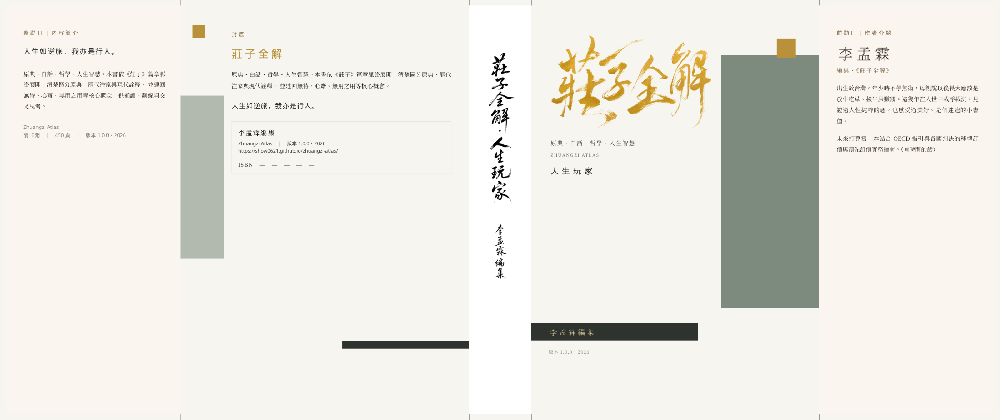 後勒口｜內容簡介
人生如逆旅，我亦是行人。
原典・白話・哲學・人生智慧。本書依《莊子》篇章脈
絡展開，清楚區分原典、歷代注家與現代詮釋， 並連回
無待、心齋、無用之用等核心概念，供通讀、劃線與交
叉思考。
Zhuangzi Atlas
菊16開 ｜ 450 頁 ｜ 版本 1.0.0・2026
封底
莊子全解
原典・白話・哲學・人生智慧。本書依《莊子》篇章脈絡展開，清楚區分原典、歷代
注家與現代詮釋， 並連回無待、心齋、無用之用等核心概念。
人生如逆旅，我亦是行人。
李孟霖編集
Zhuangzi Atlas ｜ 版本 1.0.0・2026
https://show0621.github.io/zhuangzi-atlas/
ISBN — — — — —
莊子全解・人生玩家
李孟霖編集
莊子全解
原典・白話・哲學・人生智慧
ZHUANGZI ATLAS
人生玩家
李孟霖編集
版本 1.0.0・2026
前勒口｜作者介紹
李孟霖
編集・《莊子全解》
出生於台灣。年少時不學無術，母親說以後長大應該是
放牛吃草、撿牛屎賺錢。這幾年在人世中載浮載沉，見
證過人性純粹的惡，也感受過美好。是個迷途的小書
僮。
未來打算寫一本結合 OECD 指引與各國判決的移轉訂
價與預先訂價實務指南。（有時間的話）